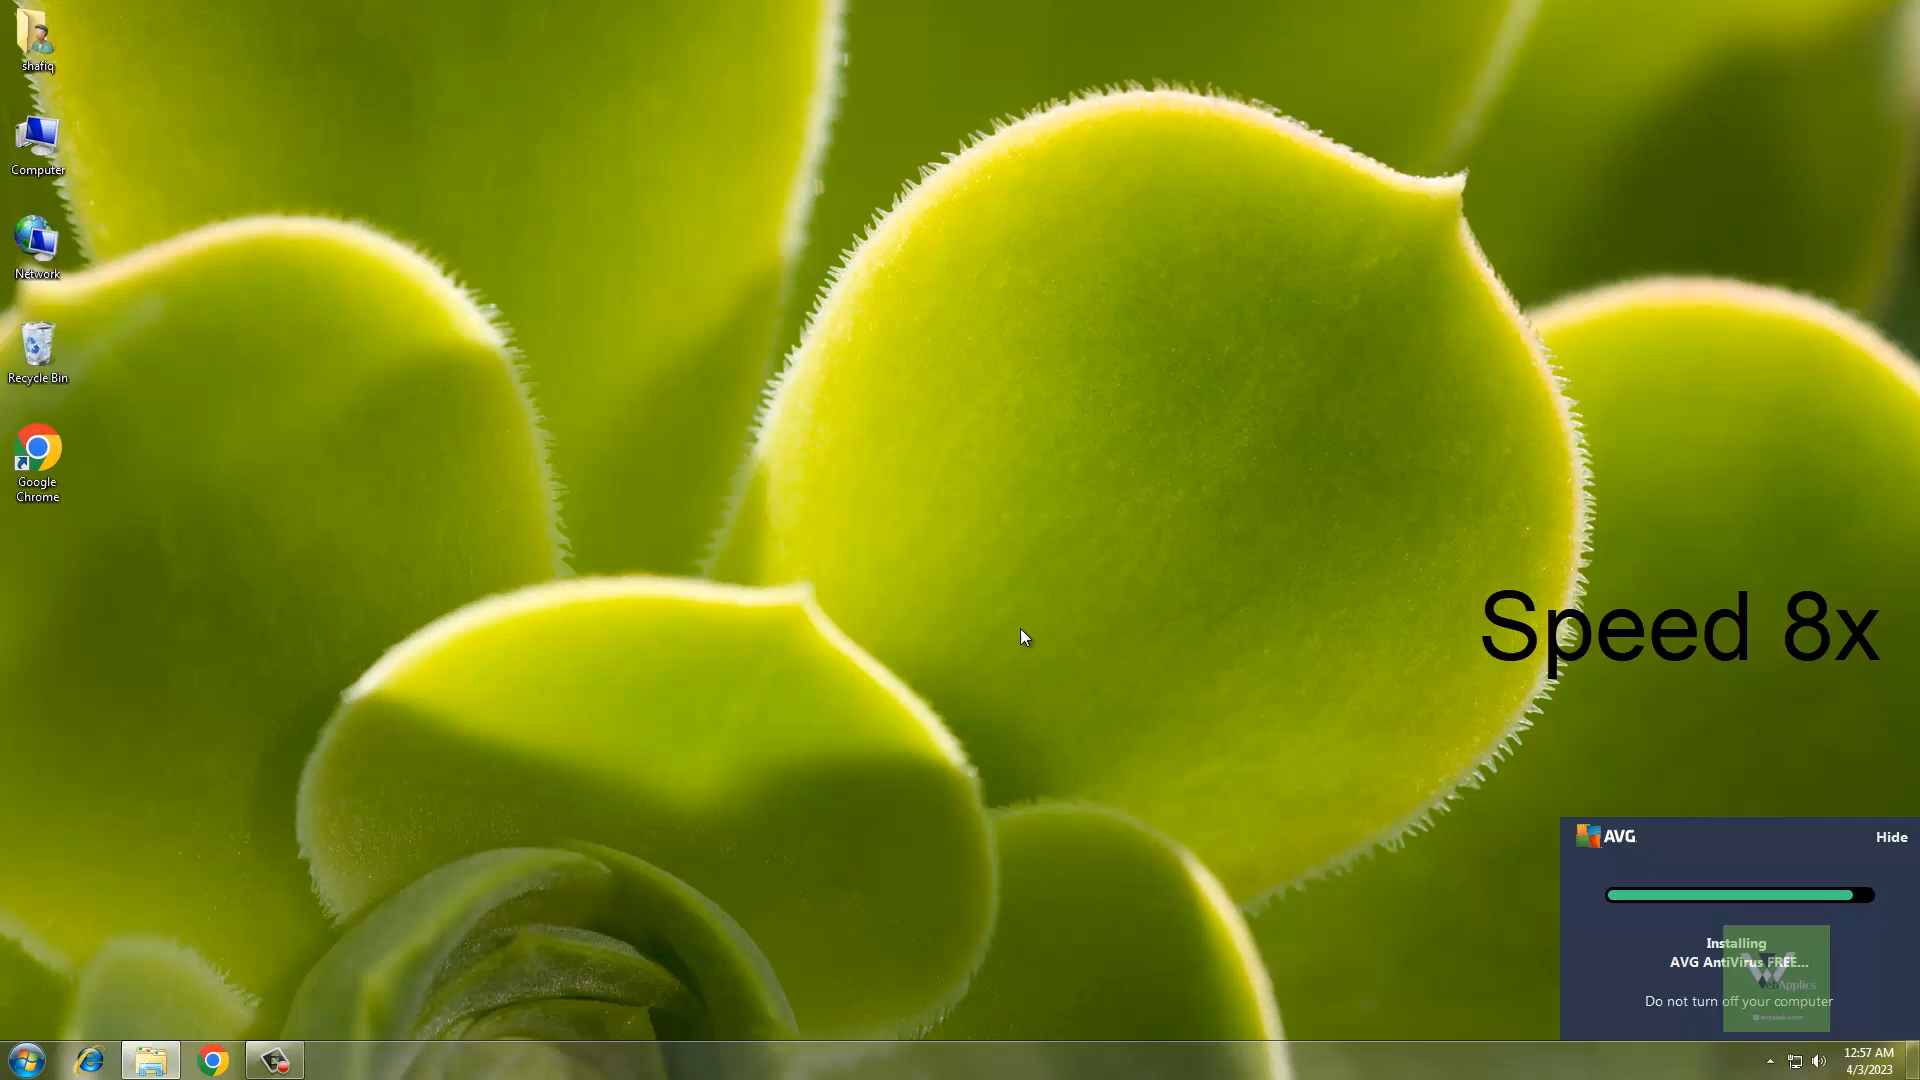 shafiq
Computer
Network
Recycle Bin
Google
Chrome
Speed 8x
AVG
Hide
Installing
AVG AntiVirus FREE...
WebApplics
Do not turn off your computer
12:57 AM
4/3/2023